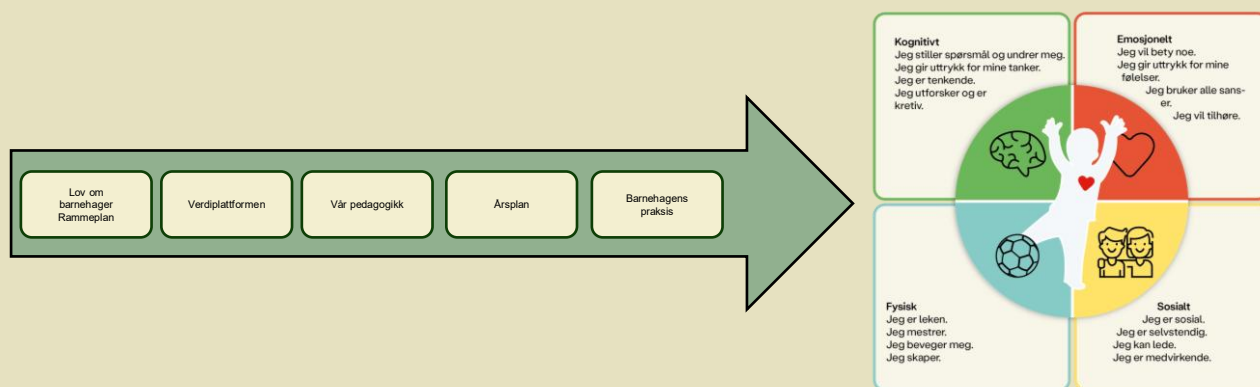 Lov om
barnehager
Rammeplan
Verdiplattformen
Vår pedagogikk
Årsplan
Barnehagens
praksis
Kognitivt
Jeg stiller spørsmål og undrer meg.
Jeg gir uttrykk for mine tanker.
Jeg er tenkende.
Jeg utforsker og er
kretiv.
Emosjonelt
Jeg vil bety noe.
Jeg gir uttrykk for mine
følelser.
Jeg bruker alle sans-
er.
Jeg vil tilhøre.
Fysisk
Jeg er leken.
Jeg mestrer.
Jeg beveger meg.
Jeg skaper.
Sosialt
Jeg er sosial.
Jeg er selvstendig.
Jeg kan lede.
Jeg er medvirkende.